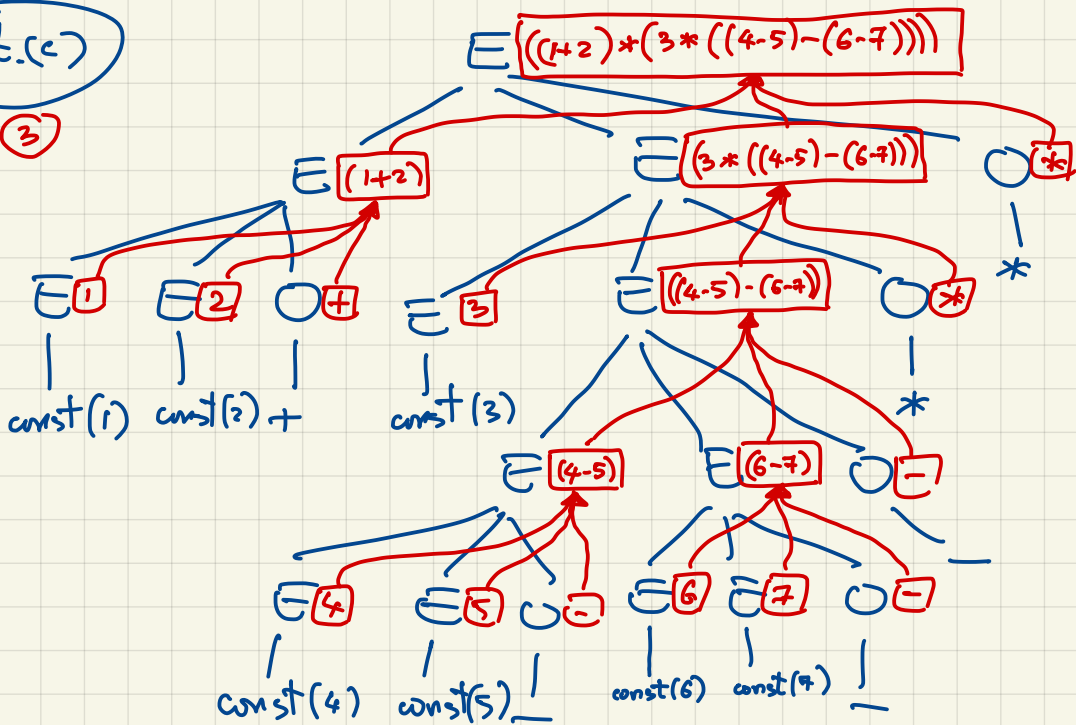 E ((1+2)*(3*((4-5)-(6-7))))
3
E (1+2) E (3*((4-5)-(6-7))) O *
*
E 1 E 2 O + E 3 E ((4-5)-(6-7)) O *
const(1) const(2) + const(3) *
E (4-5) E (6-7) O -
-
E 4 E 5 O - E 6 E 7 O -
const(4) const(5) - const(6) const(7) -